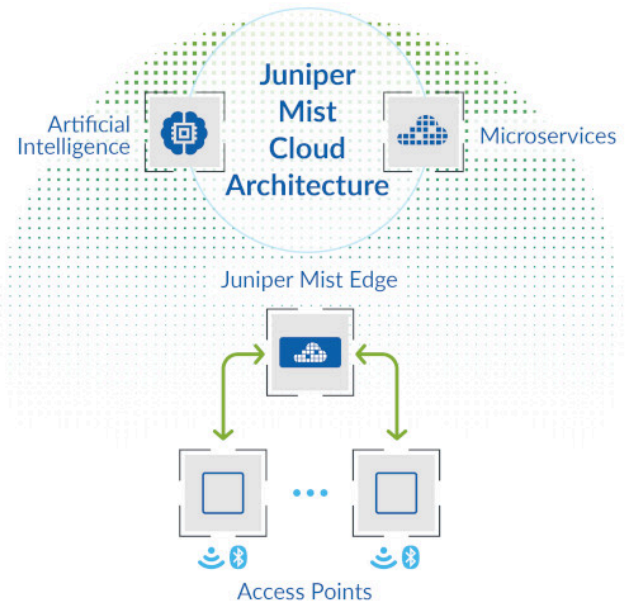 Juniper
Mist
Cloud
Architecture
Artificial
Intelligence
Microservices
Juniper Mist Edge
Access Points